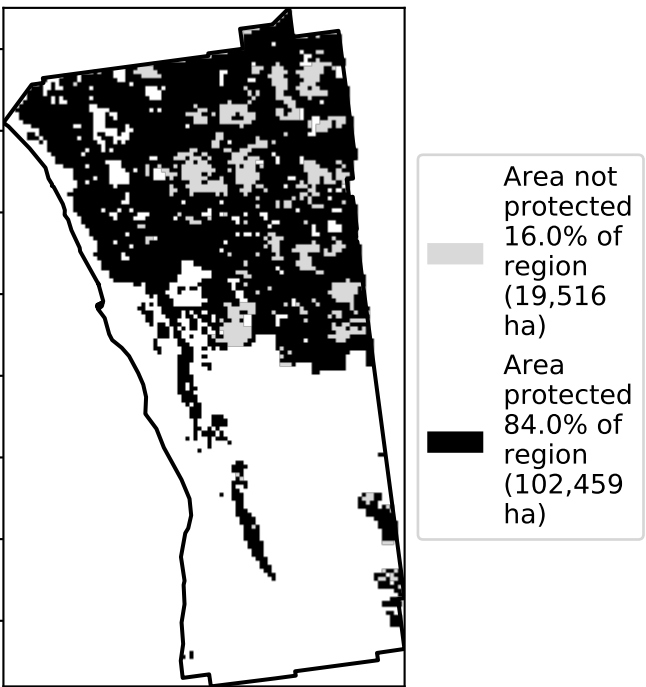 Area not
protected
16.0% of
region
(19,516
ha)
Area
protected
84.0% of
region
(102,459
ha)